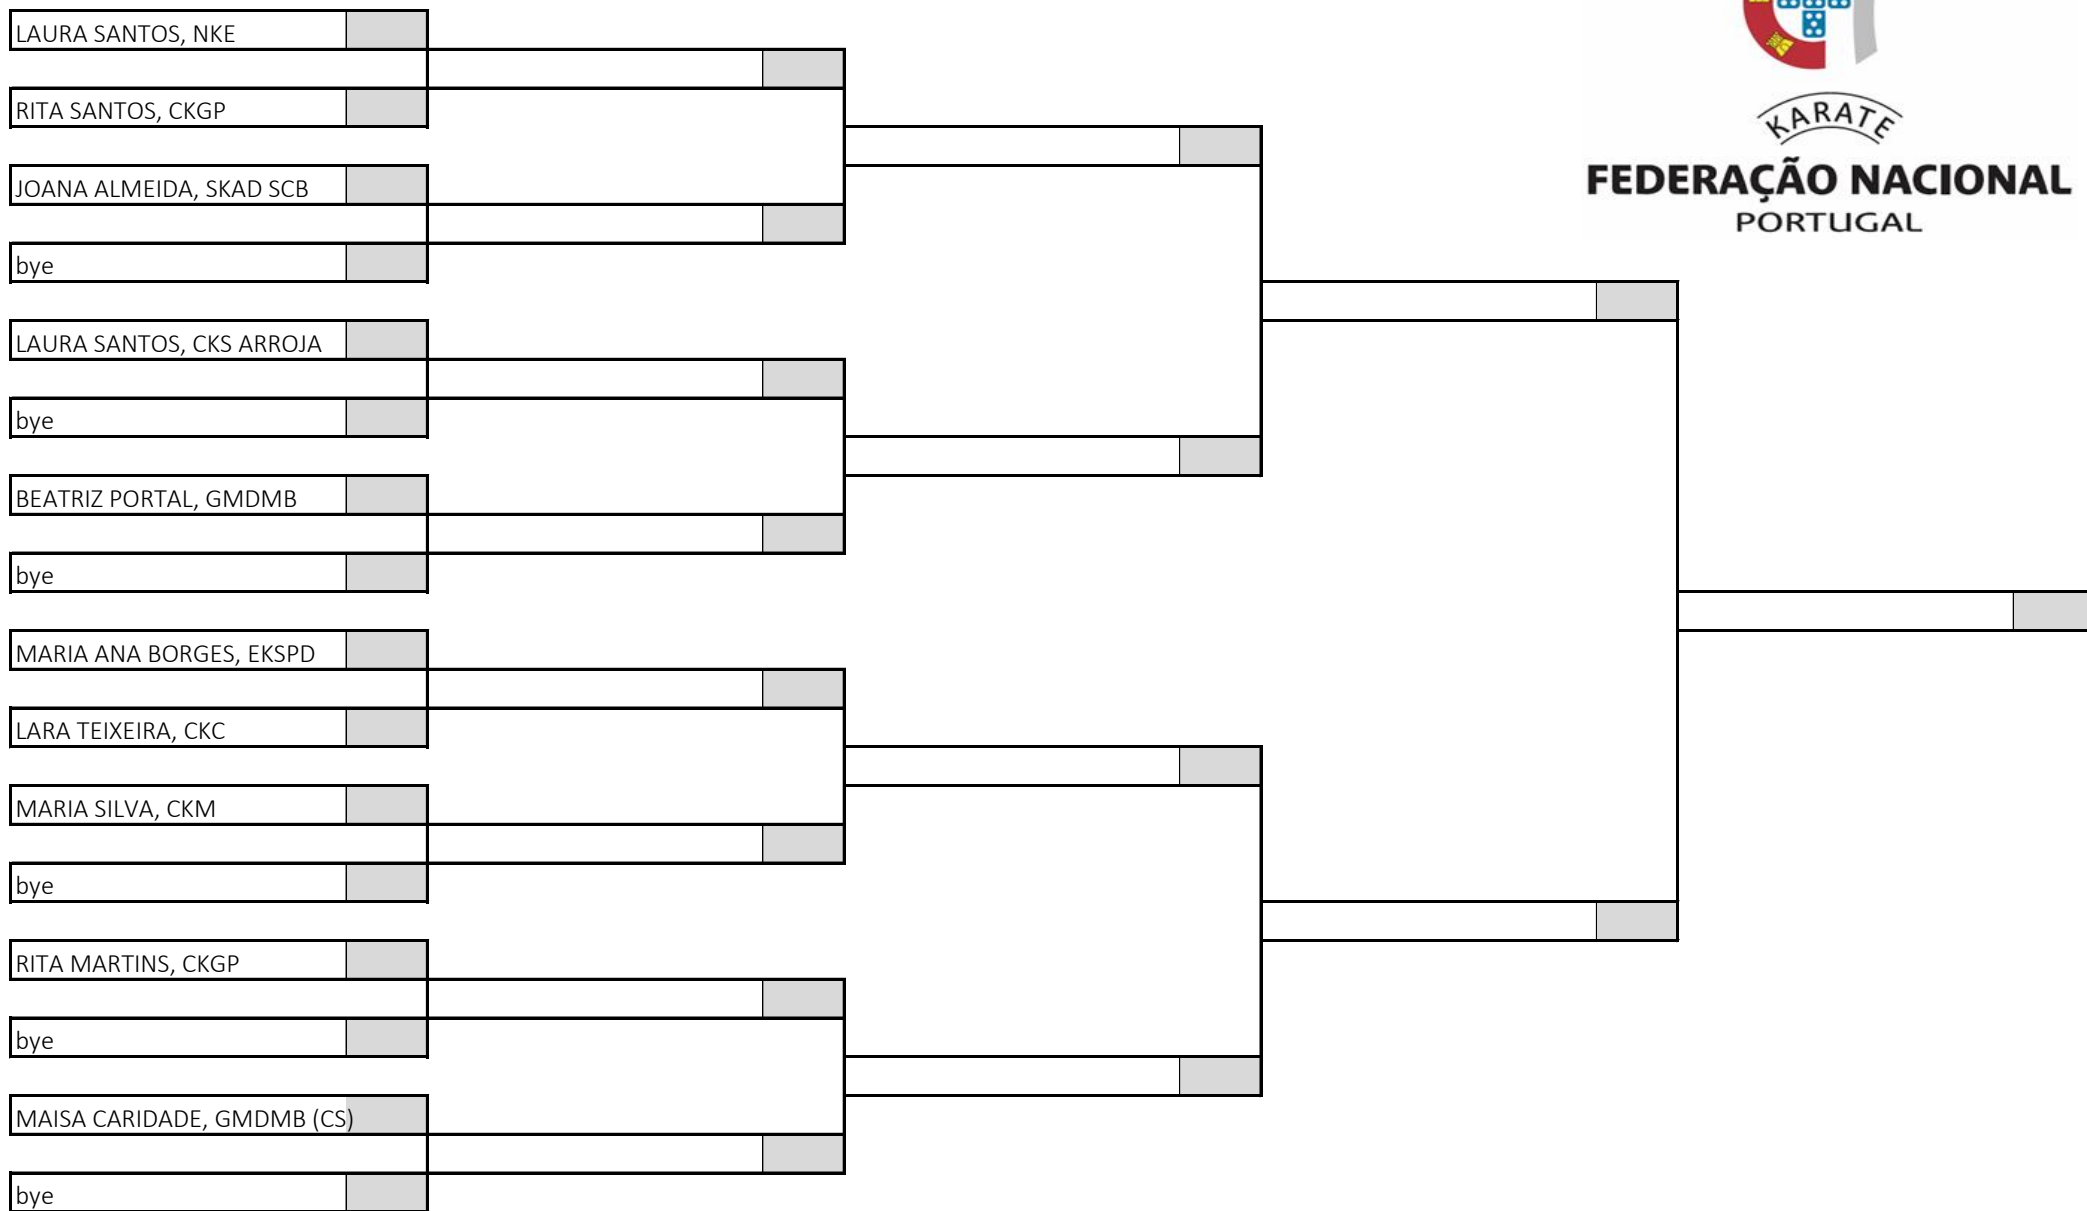 LAURA SANTOS, NKE
RITA SANTOS, CKGP
JOANA ALMEIDA, SKAD SCB
bye
LAURA SANTOS, CKS ARROJA
bye
BEATRIZ PORTAL, GMDMB
bye
MARIA ANA BORGES, EKSPD
LARA TEIXEIRA, CKC
MARIA SILVA, CKM
bye
RITA MARTINS, CKGP
bye
MAISA CARIDADE, GMDMB (CS)
bye
KARATE
FEDERAÇÃO NACIONAL
PORTUGAL